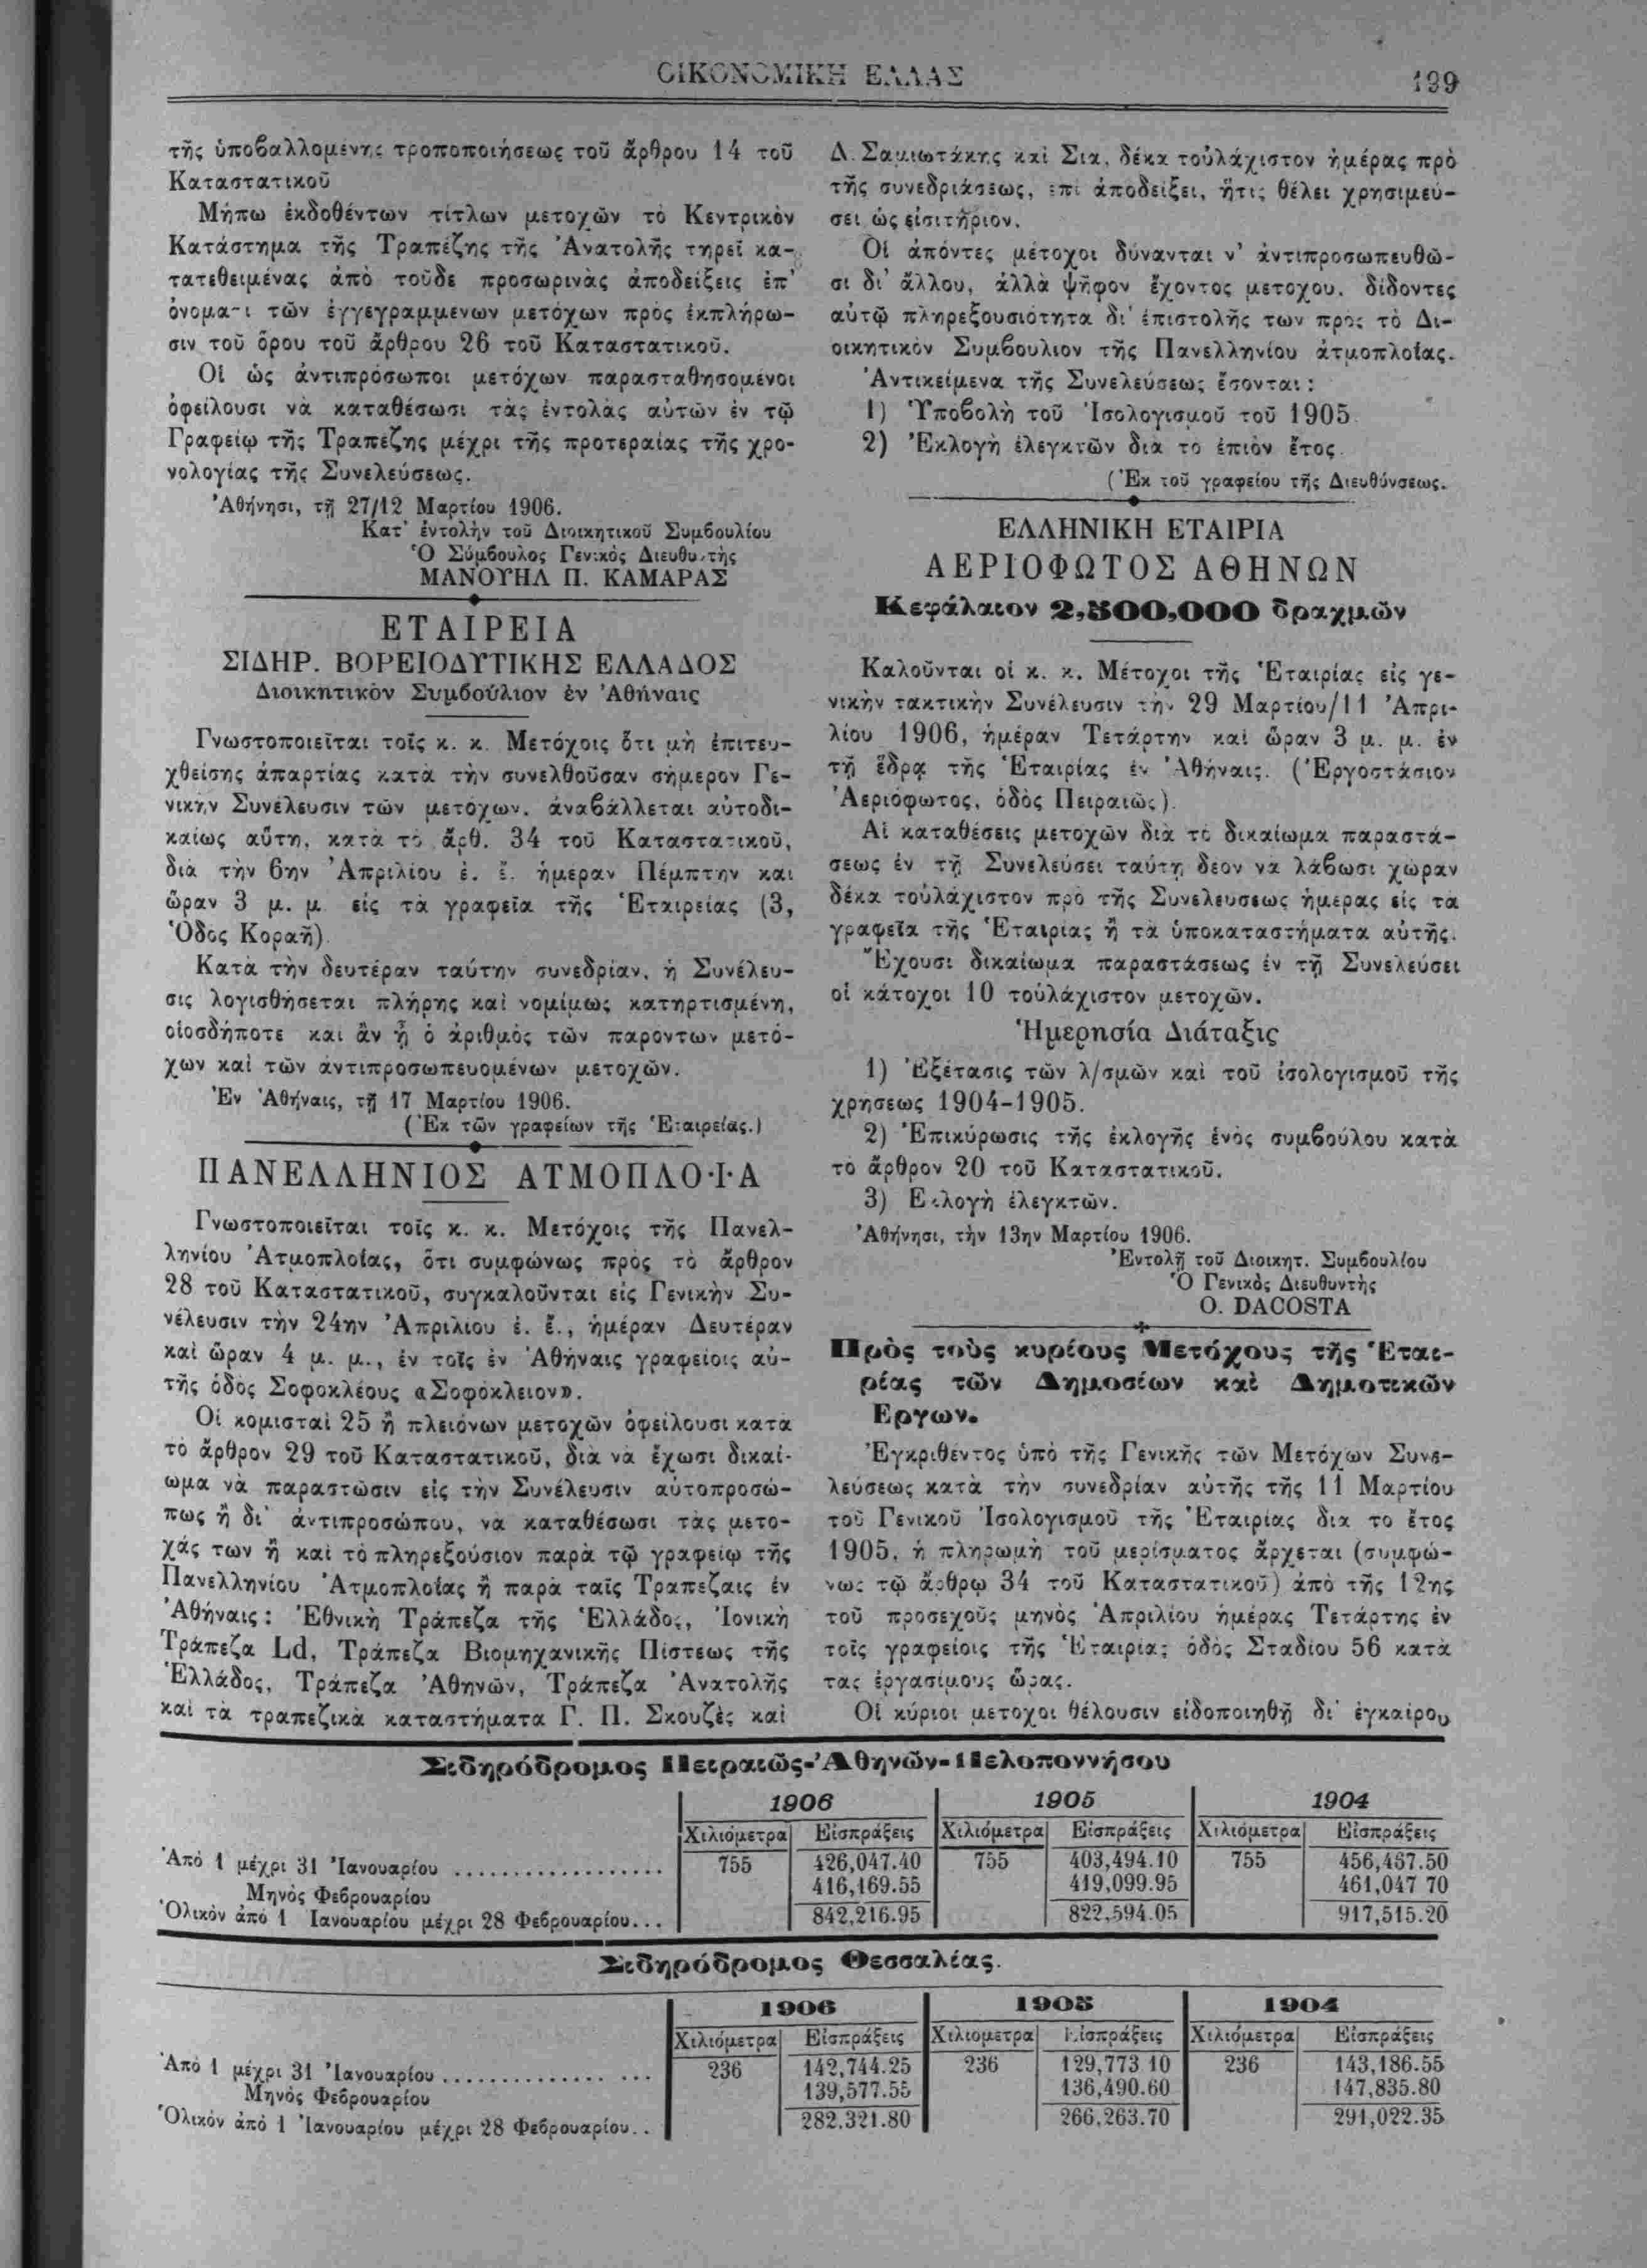 ΟΙΚΟΝΟΜΙΚΗ ΕΛΛΑΣ
199
τῆς ὑποβαλλομένης τροποποιήσεως τοῦ ἄρθρου 14 τοῦ
Καταστατικοῦ
Μήπω ἐκδοθέντων τίτλων μετοχῶν τὸ Κεντρικὸν
Κατάστημα τῆς Τραπέζης τῆς Ἀνατολῆς τηρεῖ κα-
τατεθειμένας ἀπὸ τοῦδε προσωρινὰς ἀποδείξεις ἐπ'
ὀνόματι τῶν ἐγγεγραμμενων μετόχων πρὸς ἐκπλήρω-
σιν τοῦ ὅρου τοῦ ἄρθρου 26 τοῦ Καταστατικοῦ.
Οἱ ὡς ἀντιπρόσωποι μετόχων παρασταθησομένοι
ὀφείλουσι νὰ καταθέσωσι τὰς ἐντολὰς αὐτῶν ἐν τῷ
Γραφείῳ τῆς Τραπέζης μέχρι τῆς προτεραίας τῆς χρο-
νολογίας τῆς Συνελεύσεως.
Ἀθήνησι, τῇ 27/12 Μαρτίου 1906.
Κατ' ἐντολὴν τοῦ Διοικητικοῦ Συμβουλίου
Ὁ Σύμβουλος Γενικὸς Διευθυντὴς
ΜΑΝΟΥΗΛ Π. ΚΑΜΑΡΑΣ
ΕΤΑΙΡΕΙΑ
ΣΙΔΗΡ. ΒΟΡΕΙΟΔΥΤΙΚΗΣ ΕΛΛΑΔΟΣ
Διοικητικὸν Συμβούλιον ἐν Ἀθήναις
Γνωστοποιεῖται τοῖς κ. κ. Μετόχοις ὅτι μὴ ἐπιτευ-
χθείσης ἀπαρτίας κατὰ τὴν συνελθοῦσαν σήμερον Γε-
νικὴν Συνέλευσιν τῶν μετόχων, ἀναβάλλεται αὐτοδι-
καίως αὕτη, κατὰ τὸ ἄρθ. 34 τοῦ Καταστατικοῦ,
διὰ τὴν 6ην Ἀπριλίου ἐ. ἔ. ἡμέραν Πέμπτην καὶ
ὥραν 3 μ. μ εἰς τὰ γραφεῖα τῆς Ἑταιρείας (3,
Ὁδὸς Κοραῆ)
Κατὰ τὴν δευτέραν ταύτην συνεδρίαν, ἡ Συνέλευ-
σις λογισθήσεται πλήρης καὶ νομίμως κατηρτισμένη,
οἱοσδήποτε καὶ ἂν ᾖ ὁ ἀριθμὸς τῶν παρόντων μετό-
χων καὶ τῶν ἀντιπροσωπευομένων μετοχῶν.
Ἐν Ἀθήναις, τῇ 17 Μαρτίου 1906.
(Ἐκ τῶν γραφείων τῆς Ἑταιρείας.)
ΠΑΝΕΛΛΗΝΙΟΣ ΑΤΜΟΠΛΟ·Ι·Α
Γνωστοποιεῖται τοῖς κ. κ. Μετόχοις τῆς Πανελ-
ληνίου Ἀτμοπλοΐας, ὅτι συμφώνως πρὸς τὸ ἄρθρον
28 τοῦ Καταστατικοῦ, συγκαλοῦνται εἰς Γενικὴν Συ-
νέλευσιν τὴν 24ην Ἀπριλίου ἐ. ἔ., ἡμέραν Δευτέραν
καὶ ὥραν 4 μ. μ., ἐν τοῖς ἐν Ἀθήναις γραφείοις αὐ-
τῆς ὁδὸς Σοφοκλέους «Σοφόκλειον».
Οἱ κομισταὶ 25 ἢ πλειόνων μετοχῶν ὀφείλουσι κατὰ
τὸ ἄρθρον 29 τοῦ Καταστατικοῦ, διὰ νὰ ἔχωσι δικαί-
ωμα νὰ παραστῶσιν εἰς τὴν Συνέλευσιν αὐτοπροσώ-
πως ἢ δι' ἀντιπροσώπου, νὰ καταθέσωσι τὰς μετο-
χάς των ἢ καὶ τὸ πληρεξούσιον παρὰ τῷ γραφείῳ τῆς
Πανελληνίου Ἀτμοπλοΐας ἢ παρὰ ταῖς Τραπέζαις ἐν
Ἀθήναις: Ἐθνικὴ Τράπεζα τῆς Ἑλλάδος, Ἰονικὴ
Τράπεζα Ld, Τράπεζα Βιομηχανικῆς Πίστεως τῆς
Ἑλλάδος, Τράπεζα Ἀθηνῶν, Τράπεζα Ἀνατολῆς
καὶ τὰ τραπεζικὰ καταστήματα Γ. Π. Σκουζὲς καὶ
Δ. Σαμιωτάκης καὶ Σια, δέκα τοὐλάχιστον ἡμέρας πρὸ
τῆς συνεδριάσεως, ἐπὶ ἀποδείξει, ἥτις θέλει χρησιμεύ-
σει ὡς εἰσιτήριον.
Οἱ ἀπόντες μέτοχοι δύνανται ν' ἀντιπροσωπευθῶ-
σι δι' ἄλλου, ἀλλὰ ψῆφον ἔχοντος μετοχου, δίδοντες
αὐτῷ πληρεξουσιότητα δι' ἐπιστολῆς των πρὸς τὸ Δι-
οικητικὸν Συμβούλιον τῆς Πανελληνίου ἀτμοπλοΐας.
Ἀντικείμενα τῆς Συνελεύσεως ἔσονται:
1) Ὑποβολὴ τοῦ Ἰσολογισμοῦ τοῦ 1905
2) Ἐκλογὴ ἐλεγκτῶν διὰ τὸ ἐπιὸν ἔτος.
(Ἐκ τοῦ γραφείου τῆς Διευθύνσεως.
ΕΛΛΗΝΙΚΗ ΕΤΑΙΡΙΑ
ΑΕΡΙΟΦΩΤΟΣ ΑΘΗΝΩΝ
Κεφάλαιον 2,500,000 δραχμῶν
Καλοῦνται οἱ κ. κ. Μέτοχοι τῆς Ἑταιρίας εἰς γε-
νικὴν τακτικὴν Συνέλευσιν τὴν 29 Μαρτίου/11 Ἀπρι-
λίου 1906, ἡμέραν Τετάρτην καὶ ὥραν 3 μ. μ. ἐν
τῇ ἕδρᾳ τῆς Ἑταιρίας ἐν Ἀθήναις. (Ἐργοστάσιον
Ἀεριόφωτος, ὁδὸς Πειραιῶς).
Αἱ καταθέσεις μετοχῶν διὰ τὸ δικαίωμα παραστά-
σεως ἐν τῇ Συνελεύσει ταύτῃ δέον νὰ λάβωσι χώραν
δέκα τοὐλάχιστον πρὸ τῆς Συνελεύσεως ἡμέρας εἰς τὰ
γραφεῖα τῆς Ἑταιρίας ἢ τὰ ὑποκαταστήματα αὐτῆς.
Ἔχουσι δικαίωμα παραστάσεως ἐν τῇ Συνελεύσει
οἱ κάτοχοι 10 τοὐλάχιστον μετοχῶν.
Ἡμερησία Διάταξις
1) Ἐξέτασις τῶν λ/σμῶν καὶ τοῦ ἰσολογισμοῦ τῆς
χρήσεως 1904-1905.
2) Ἐπικύρωσις τῆς ἐκλογῆς ἑνὸς συμβούλου κατὰ
τὸ ἄρθρον 20 τοῦ Καταστατικοῦ.
3) Ἐκλογὴ ἐλεγκτῶν.
Ἀθήνησι, τὴν 13ην Μαρτίου 1906.
Ἐντολῇ τοῦ Διοικητ. Συμβουλίου
Ὁ Γενικὸς Διευθυντὴς
O. DACOSTA
Πρὸς τοὺς κυρίους Μετόχους τῆς Ἑται-
ρίας τῶν Δημοσίων καὶ Δημοτικῶν
Εργων.
Ἐγκριθέντος ὑπὸ τῆς Γενικῆς τῶν Μετόχων Συνε-
λεύσεως κατὰ τὴν συνεδρίαν αὐτῆς τῆς 11 Μαρτίου
τοῦ Γενικοῦ Ἰσολογισμοῦ τῆς Ἑταιρίας διὰ τὸ ἔτος
1905, ἡ πληρωμὴ τοῦ μερίσματος ἄρχεται (συμφώ-
νως τῷ ἄρθρῳ 34 τοῦ Καταστατικοῦ) ἀπὸ τῆς 12ης
τοῦ προσεχοῦς μηνὸς Ἀπριλίου ἡμέρας Τετάρτης ἐν
τοῖς γραφείοις τῆς Ἑταιρίας ὁδὸς Σταδίου 56 κατὰ
τας ἐργασίμους ὥρας.
Οἱ κύριοι μετοχοι θέλουσιν εἰδοποιηθῇ δι' ἐγκαίρου
Σιδηρόδρομος Πειραιῶς-Ἀθηνῶν-Πελοποννήσου
1906 1905 1904
Χιλιόμετρα Εἰσπράξεις Χιλιόμετρα Εἰσπράξεις Χιλιόμετρα Εἰσπράξεις
Ἀπὸ 1 μέχρι 31 Ἰανουαρίου .................. 755 426,047.40 755 403,494.10 755 456,467.50
Μηνὸς Φεβρουαρίου 416,169.55 419,099.95 461,047 70
Ὁλικὸν ἀπὸ 1 Ἰανουαρίου μέχρι 28 Φεβρουαρίου... 842,216.95 822,594.05 917,515.20
Σιδηρόδρομος Θεσσαλίας.
1906 1905 1904
Χιλιόμετρα Εἰσπράξεις Χιλιόμετρα Εἰσπράξεις Χιλιόμετρα Εἰσπράξεις
Ἀπὸ 1 μέχρι 31 Ἰανουαρίου .............. ... 236 142,744.25 236 129,773 10 236 143,186.55
Μηνὸς Φεβρουαρίου 139,577.55 136,490.60 147,835.80
Ὁλικὸν ἀπὸ 1 Ἰανουαρίου μέχρι 28 Φεβρουαρίου.. 282,321.80 266,263.70 291,022.35